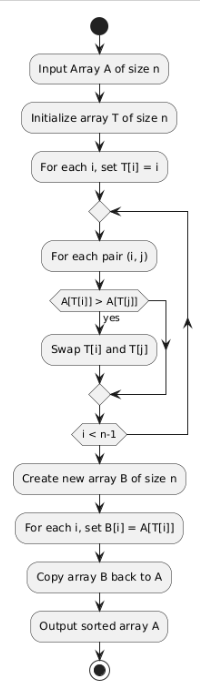 Input Array A of size n
Initialize array T of size n
For each i, set T[i] = i
For each pair (i, j)
A[T[i]] > A[T[j]]
yes
Swap T[i] and T[j]
i < n-1
Create new array B of size n
For each i, set B[i] = A[T[i]]
Copy array B back to A
Output sorted array A